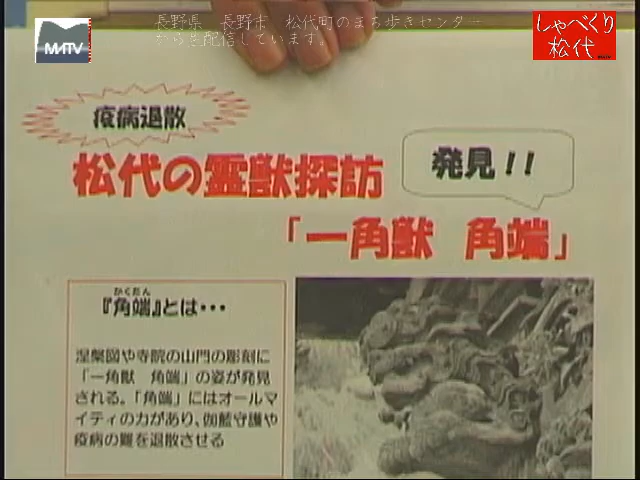 長野県 長野市 松代町のまち歩きセンター
から生配信しています。
MATV
しゃべくり
松代
疫病退散
松代の霊獣探訪
発見!!
「一角獣 角端」
かくたん
『角端』とは・・・
涅槃図や寺院の山門の彫刻に
「一角獣 角端」の姿が発見
される。「角端」にはオールマ
イティの力があり、伽藍守護や
疫病の難を退散させる